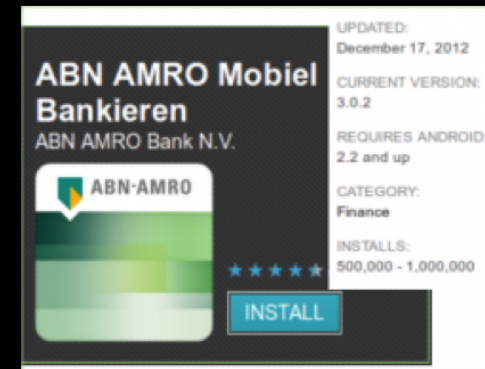 ABN AMRO Mobiel
Bankieren
ABN AMRO Bank N.V.
ABN·AMRO
INSTALL
UPDATED:
December 17, 2012
CURRENT VERSION:
3.0.2
REQUIRES ANDROID:
2.2 and up
CATEGORY:
Finance
INSTALLS:
500,000 - 1,000,000